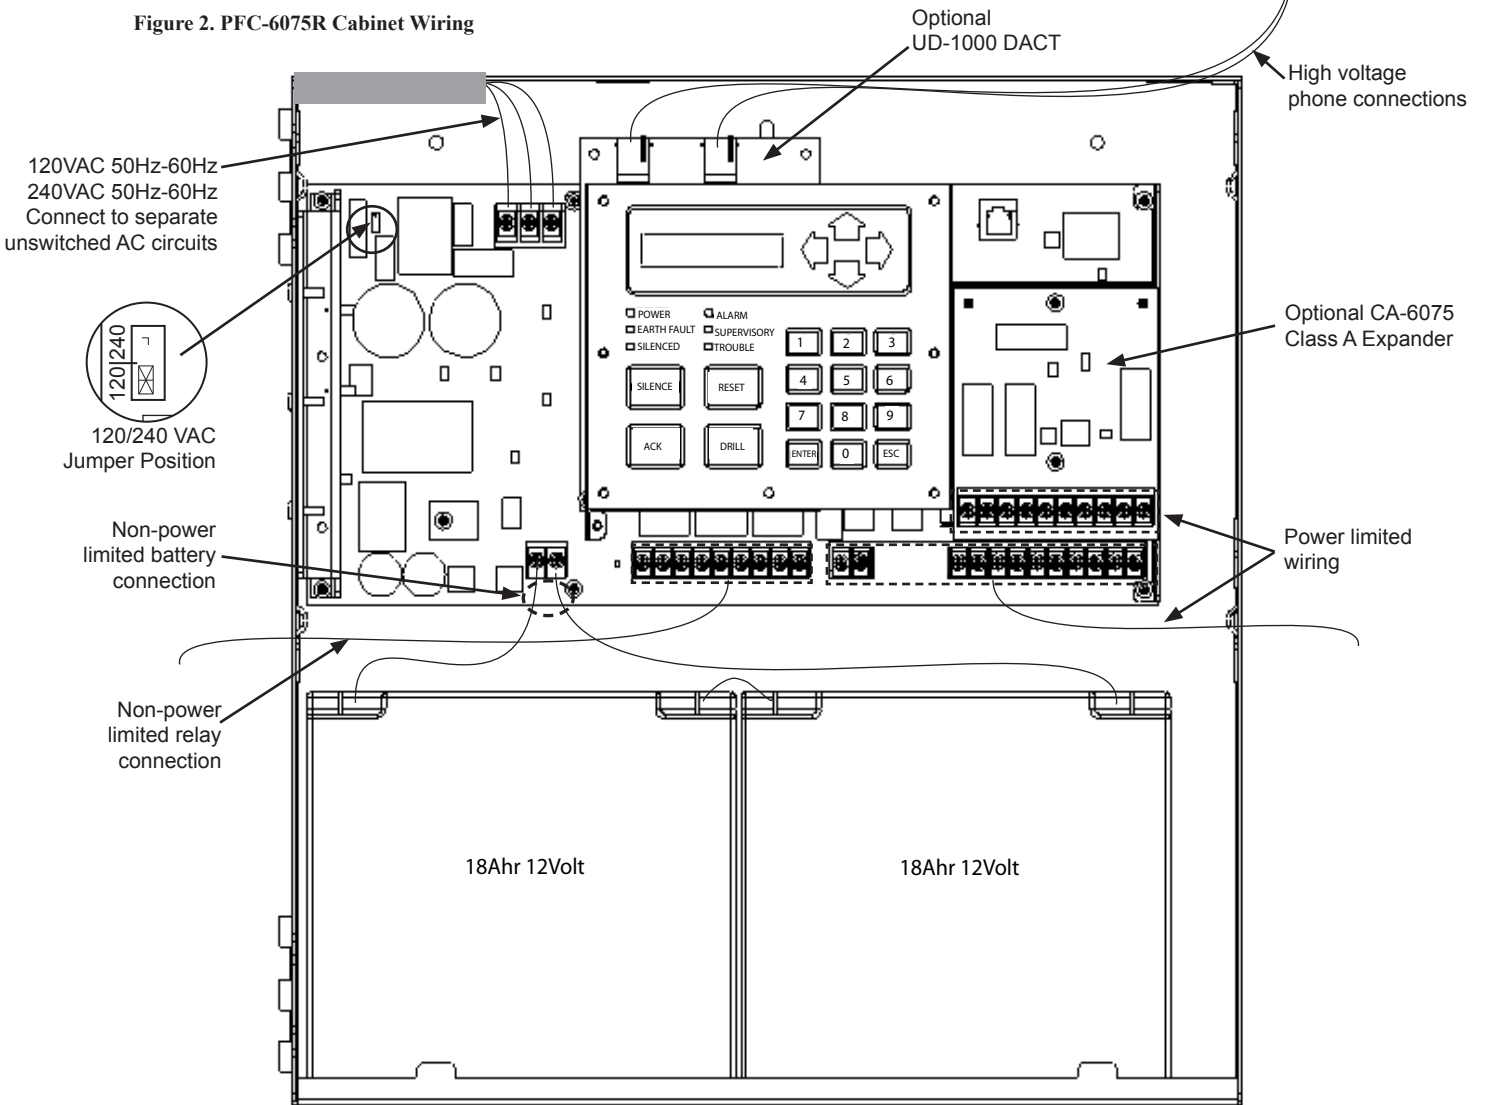 Figure 2. PFC-6075R Cabinet Wiring
Optional
UD-1000 DACT
High voltage
phone connections
120VAC 50Hz-60Hz
240VAC 50Hz-60Hz
Connect to separate
unswitched AC circuits
120|240
120/240 VAC
Jumper Position
POWER
ALARM
EARTH FAULT
SUPERVISORY
SILENCED
TROUBLE
1 2 3
SILENCE
RESET
4 5 6
7 8 9
ACK
DRILL
ENTER 0 ESC
Optional CA-6075
Class A Expander
Non-power
limited battery
connection
Power limited
wiring
Non-power
limited relay
connection
18Ahr 12Volt
18Ahr 12Volt